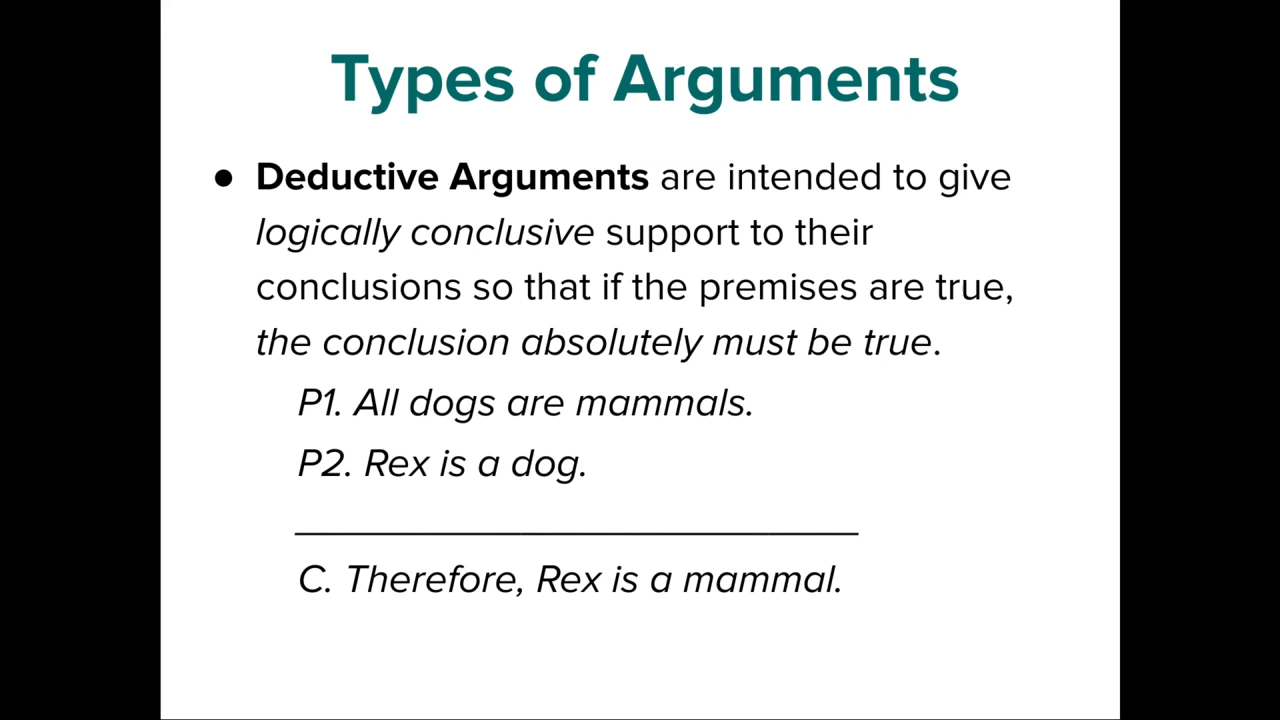 Types of Arguments
● Deductive Arguments are intended to give
logically conclusive support to their
conclusions so that if the premises are true,
the conclusion absolutely must be true.
P1. All dogs are mammals.
P2. Rex is a dog.
C. Therefore, Rex is a mammal.